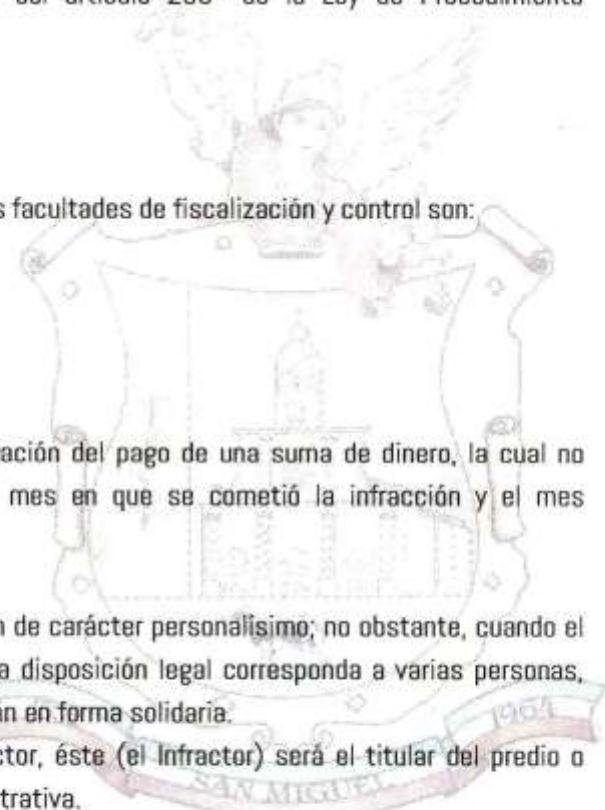 del artículo 230° de la Ley de Procedimiento
s facultades de fiscalización y control son:
ación del pago de una suma de dinero, la cual no
mes en que se cometió la infracción y el mes
n de carácter personalísimo; no obstante, cuando el
a disposición legal corresponda a varias personas,
án en forma solidaria.
ctor, éste (el Infractor) será el titular del predio o
1964
SAN MIGUEL
trativa.